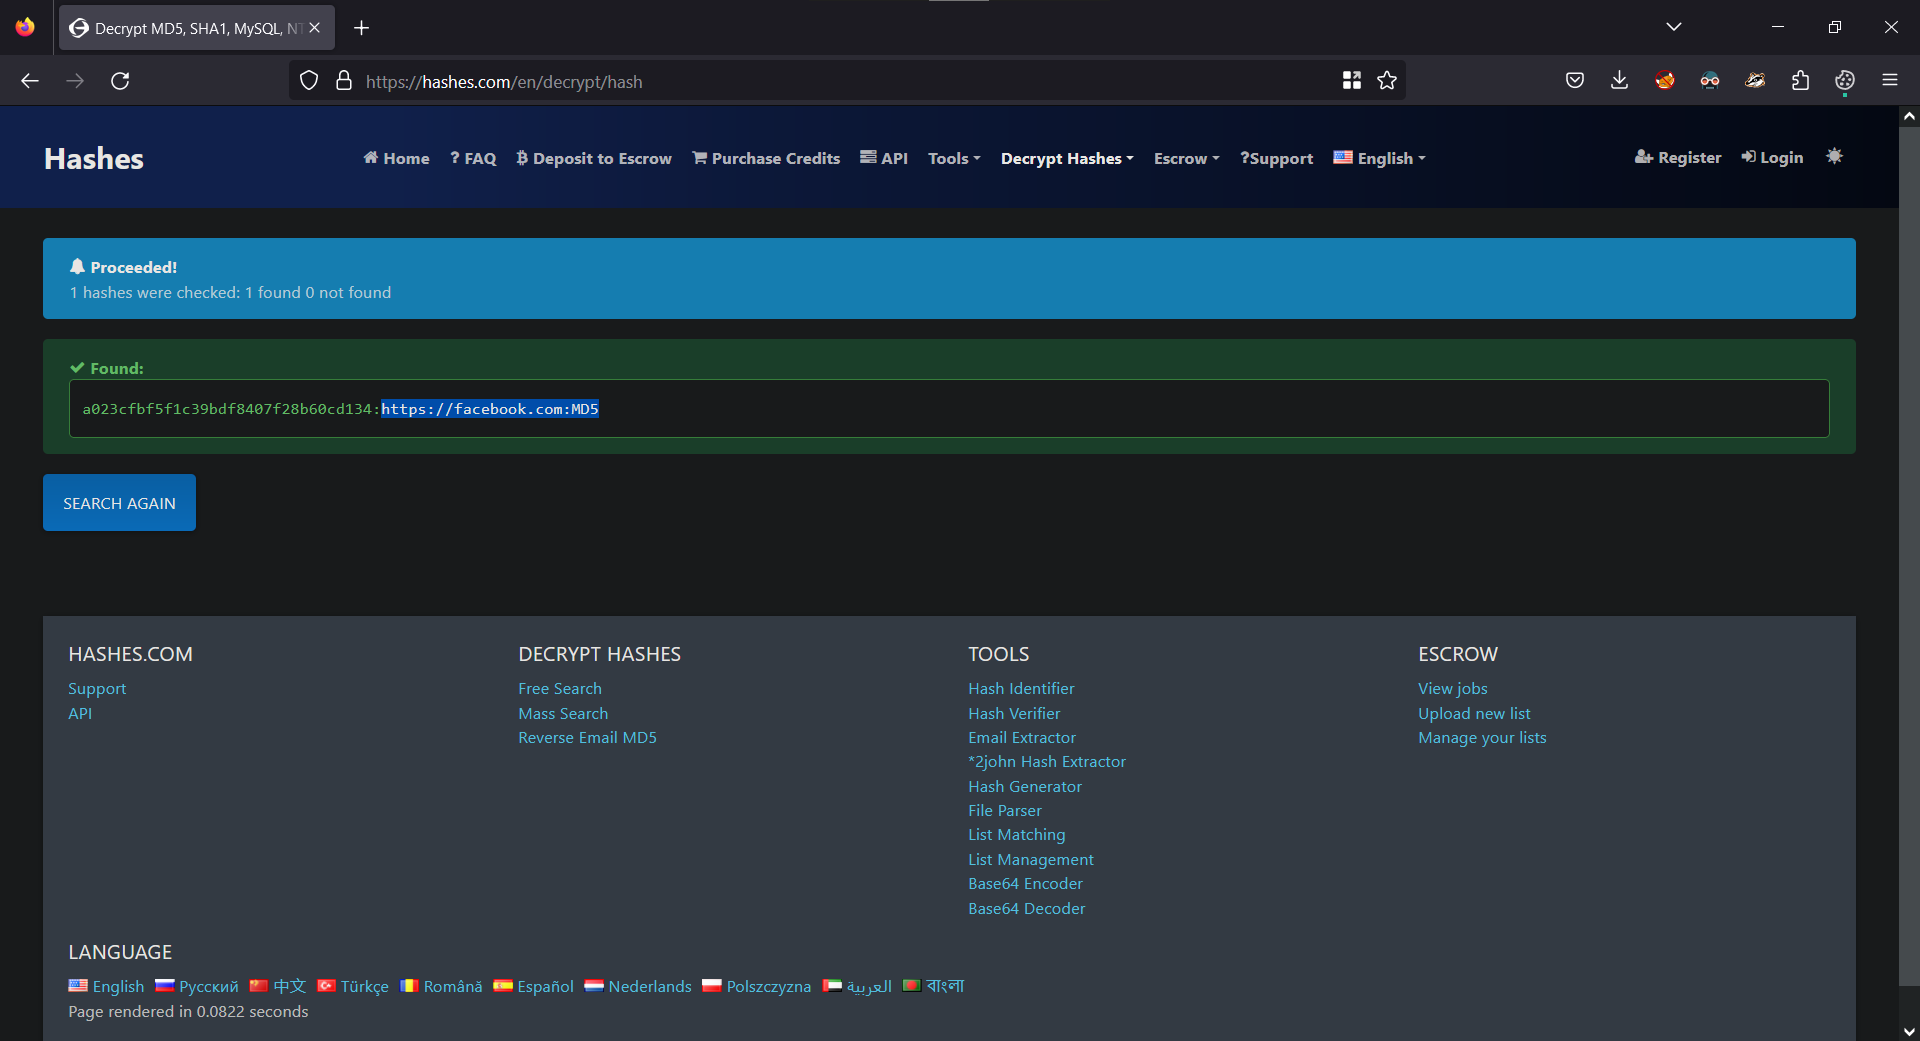 Decrypt MD5, SHA1, MySQL, NT
https://hashes.com/en/decrypt/hash
Hashes
Home ? FAQ Deposit to Escrow Purchase Credits API Tools Decrypt Hashes Escrow ?Support English Register Login
Proceeded!
1 hashes were checked: 1 found 0 not found
Found:
a023cfbf5f1c39bdf8407f28b60cd134:https://facebook.com:MD5
SEARCH AGAIN
HASHES.COM
Support
API
DECRYPT HASHES
Free Search
Mass Search
Reverse Email MD5
TOOLS
Hash Identifier
Hash Verifier
Email Extractor
*2john Hash Extractor
Hash Generator
File Parser
List Matching
List Management
Base64 Encoder
Base64 Decoder
ESCROW
View jobs
Upload new list
Manage your lists
LANGUAGE
English Русский 中文 Türkçe Română Español Nederlands Polszczyzna العربية বাংলা
Page rendered in 0.0822 seconds